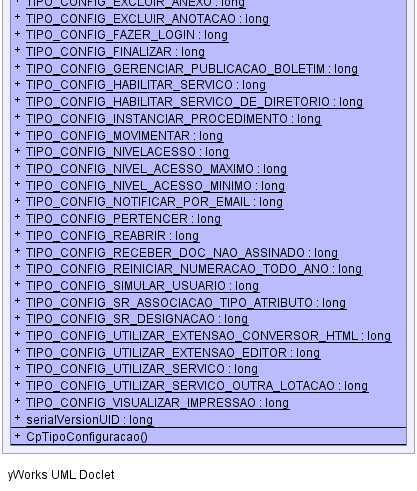 + TIPO_CONFIG_EXCLUIR_ANEXO : long
+ TIPO_CONFIG_EXCLUIR_ANOTACAO : long
+ TIPO_CONFIG_FAZER_LOGIN : long
+ TIPO_CONFIG_FINALIZAR : long
+ TIPO_CONFIG_GERENCIAR_PUBLICACAO_BOLETIM : long
+ TIPO_CONFIG_HABILITAR_SERVICO : long
+ TIPO_CONFIG_HABILITAR_SERVICO_DE_DIRETORIO : long
+ TIPO_CONFIG_INSTANCIAR_PROCEDIMENTO : long
+ TIPO_CONFIG_MOVIMENTAR : long
+ TIPO_CONFIG_NIVELACESSO : long
+ TIPO_CONFIG_NIVEL_ACESSO_MAXIMO : long
+ TIPO_CONFIG_NIVEL_ACESSO_MINIMO : long
+ TIPO_CONFIG_NOTIFICAR_POR_EMAIL : long
+ TIPO_CONFIG_PERTENCER : long
+ TIPO_CONFIG_REABRIR : long
+ TIPO_CONFIG_RECEBER_DOC_NAO_ASSINADO : long
+ TIPO_CONFIG_REINICIAR_NUMERACAO_TODO_ANO : long
+ TIPO_CONFIG_SIMULAR_USUARIO : long
+ TIPO_CONFIG_SR_ASSOCIACAO_TIPO_ATRIBUTO : long
+ TIPO_CONFIG_SR_DESIGNACAO : long
+ TIPO_CONFIG_UTILIZAR_EXTENSAO_CONVERSOR_HTML : long
+ TIPO_CONFIG_UTILIZAR_EXTENSAO_EDITOR : long
+ TIPO_CONFIG_UTILIZAR_SERVICO : long
+ TIPO_CONFIG_UTILIZAR_SERVICO_OUTRA_LOTACAO : long
+ TIPO_CONFIG_VISUALIZAR_IMPRESSAO : long
+ serialVersionUID : long
+ CpTipoConfiguracao()
yWorks UML Doclet